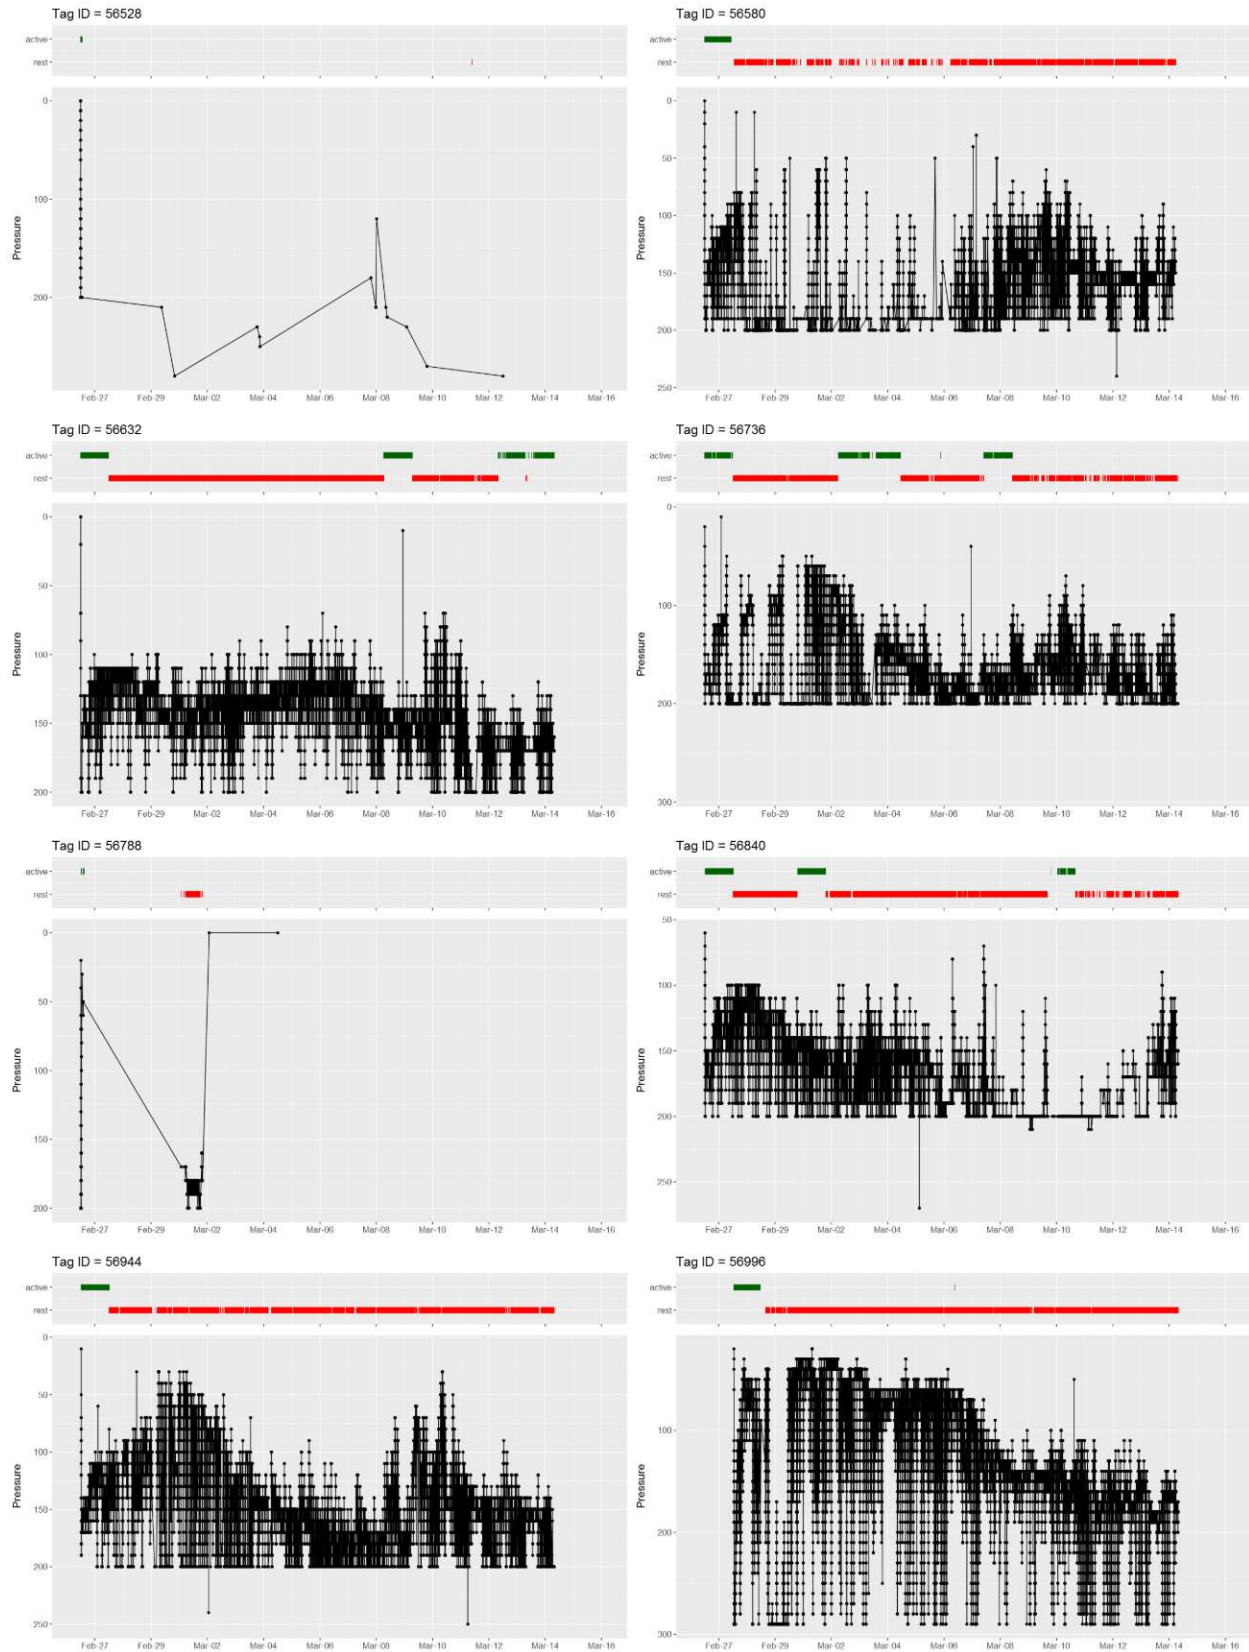 Tag ID = 56528
active
rest
0
100
200
Pressure
Feb-27 Feb-29 Mar-02 Mar-04 Mar-06 Mar-08 Mar-10 Mar-12 Mar-14 Mar-16
Tag ID = 56580
active
rest
0
50
100
150
200
250
Pressure
Feb-27 Feb-29 Mar-02 Mar-04 Mar-06 Mar-08 Mar-10 Mar-12 Mar-14 Mar-16
Tag ID = 56632
active
rest
0
50
100
150
200
Pressure
Feb-27 Feb-29 Mar-02 Mar-04 Mar-06 Mar-08 Mar-10 Mar-12 Mar-14 Mar-16
Tag ID = 56736
active
rest
0
100
200
300
Pressure
Feb-27 Feb-29 Mar-02 Mar-04 Mar-06 Mar-08 Mar-10 Mar-12 Mar-14 Mar-16
Tag ID = 56788
active
rest
0
50
100
150
200
Pressure
Feb-27 Feb-29 Mar-02 Mar-04 Mar-06 Mar-08 Mar-10 Mar-12 Mar-14 Mar-16
Tag ID = 56840
active
rest
50
100
150
200
250
Pressure
Feb-27 Feb-29 Mar-02 Mar-04 Mar-06 Mar-08 Mar-10 Mar-12 Mar-14 Mar-16
Tag ID = 56944
active
rest
0
50
100
150
200
250
Pressure
Feb-27 Feb-29 Mar-02 Mar-04 Mar-06 Mar-08 Mar-10 Mar-12 Mar-14 Mar-16
Tag ID = 56996
active
rest
100
200
300
Pressure
Feb-27 Feb-29 Mar-02 Mar-04 Mar-06 Mar-08 Mar-10 Mar-12 Mar-14 Mar-16